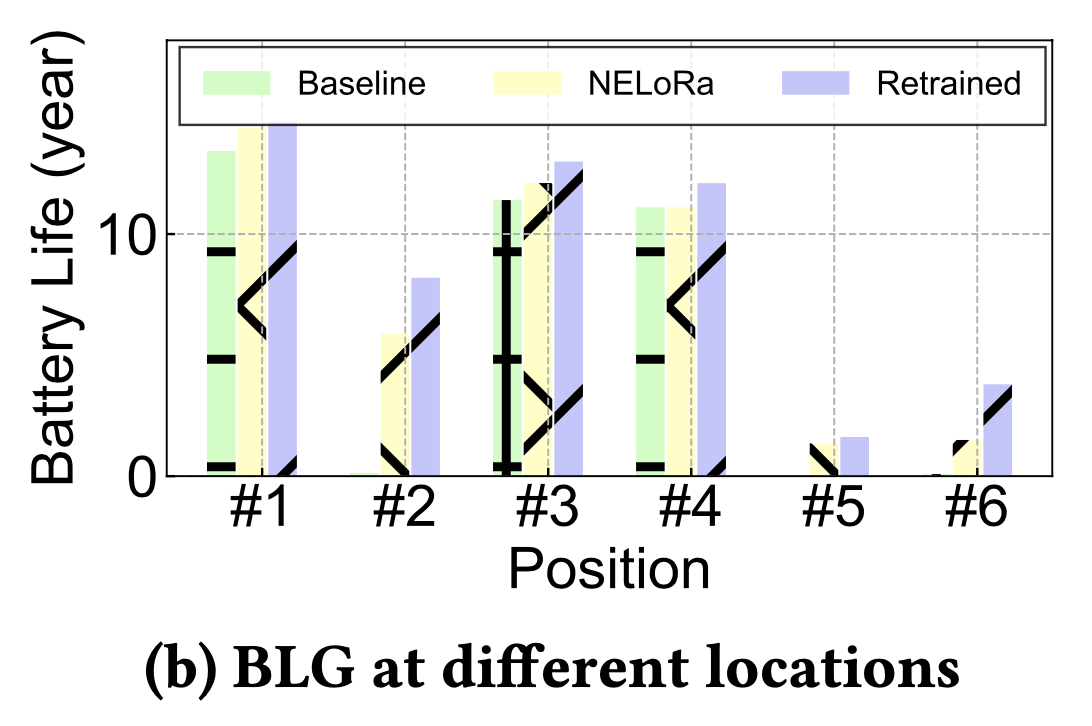 Baseline NELoRa Retrained
Battery Life (year)
10
0
#1 #2 #3 #4 #5 #6
Position
(b) BLG at different locations